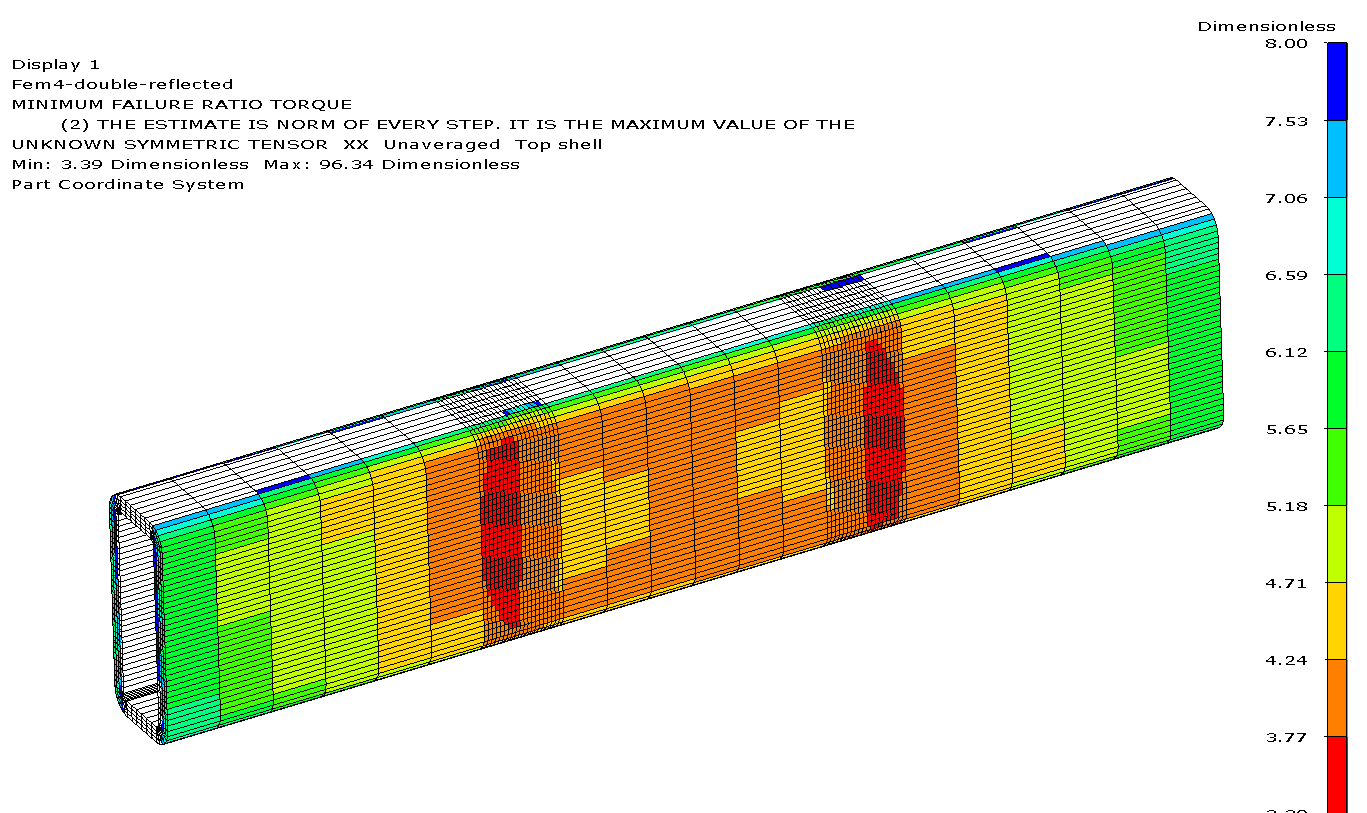 Dimensionless
8.00
Display 1
Fem4-double-reflected
MINIMUM FAILURE RATIO TORQUE
(2) THE ESTIMATE IS NORM OF EVERY STEP. IT IS THE MAXIMUM VALUE OF THE
UNKNOWN SYMMETRIC TENSOR XX Unaveraged Top shell
Min: 3.39 Dimensionless Max: 96.34 Dimensionless
Part Coordinate System
7.53
7.06
6.59
6.12
5.65
5.18
4.71
4.24
3.77